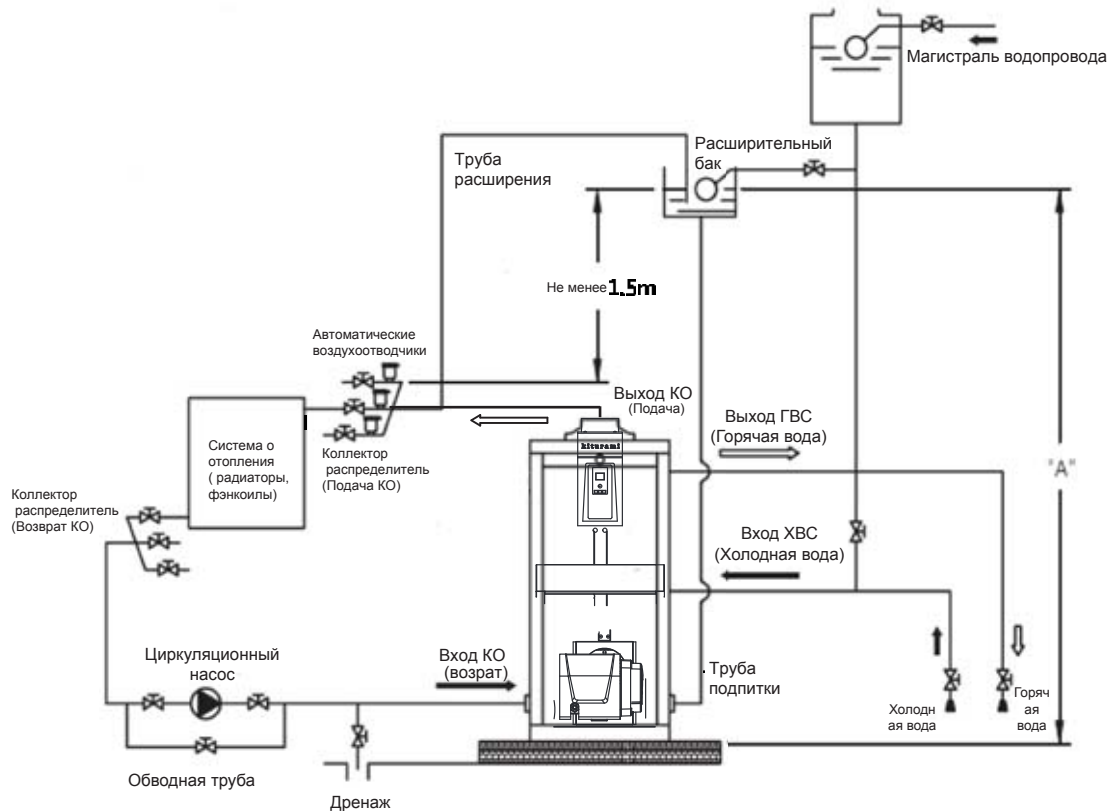 Магистраль водопровода
Расширительный
бак
Труба
расширения
Не менее 1.5m
Автоматические
воздухоотводчики
Выход КО
(Подача)
Выход ГВС
(Горячая вода)
kiturami
Система о
отопления
( радиаторы,
фэнкоилы)
Коллектор
распределитель
(Подача КО)
"A"
Коллектор
распределитель
(Возврат КО)
Вход ХВС
(Холодная вода)
Циркуляционный
насос
Вход КО
(возрат)
Труба
подпитки
Холодн
ая вода
Горяч
ая
вода
Обводная труба
Дренаж